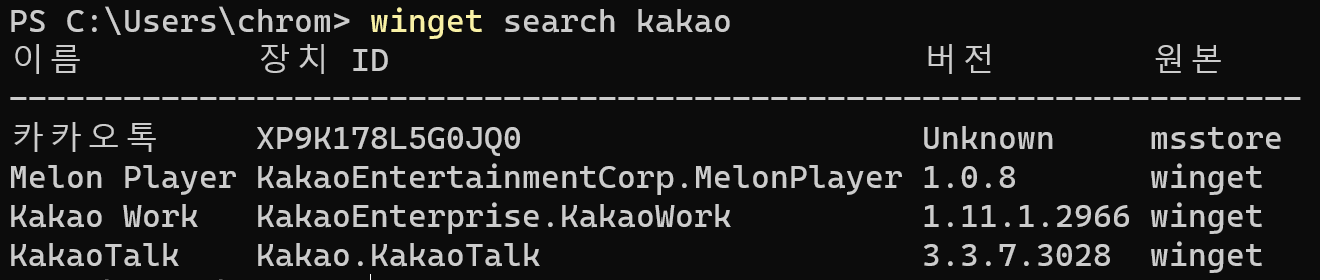 PS C:\Users\chrom> winget search kakao
이름 장치 ID 버전 원본
--------------------------------------------------------------------
카카오톡 XP9K178L5G0JQ0 Unknown msstore
Melon Player KakaoEntertainmentCorp.MelonPlayer 1.0.8 winget
Kakao Work KakaoEnterprise.KakaoWork 1.11.1.2966 winget
KakaoTalk Kakao.KakaoTalk 3.3.7.3028 winget